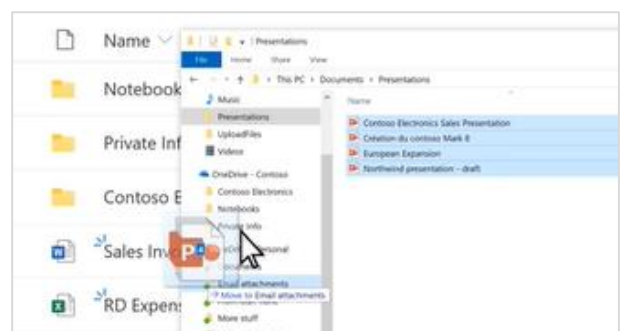 Name
Notebook
Private Inf
Contoso E
Sales Inv
RD Expens
Presentations
File Home Share View
This PC > Documents > Presentations
Music
Presentations
UploadFiles
Videos
OneDrive - Contoso
Contoso Electronics
Notebooks
Private Info
Email attachments
Move to Email attachments
More stuff
Name
Contoso Electronics Sales Presentation
Création du contoso Mark 8
European Expansion
Northwind presentation - draft
P
4